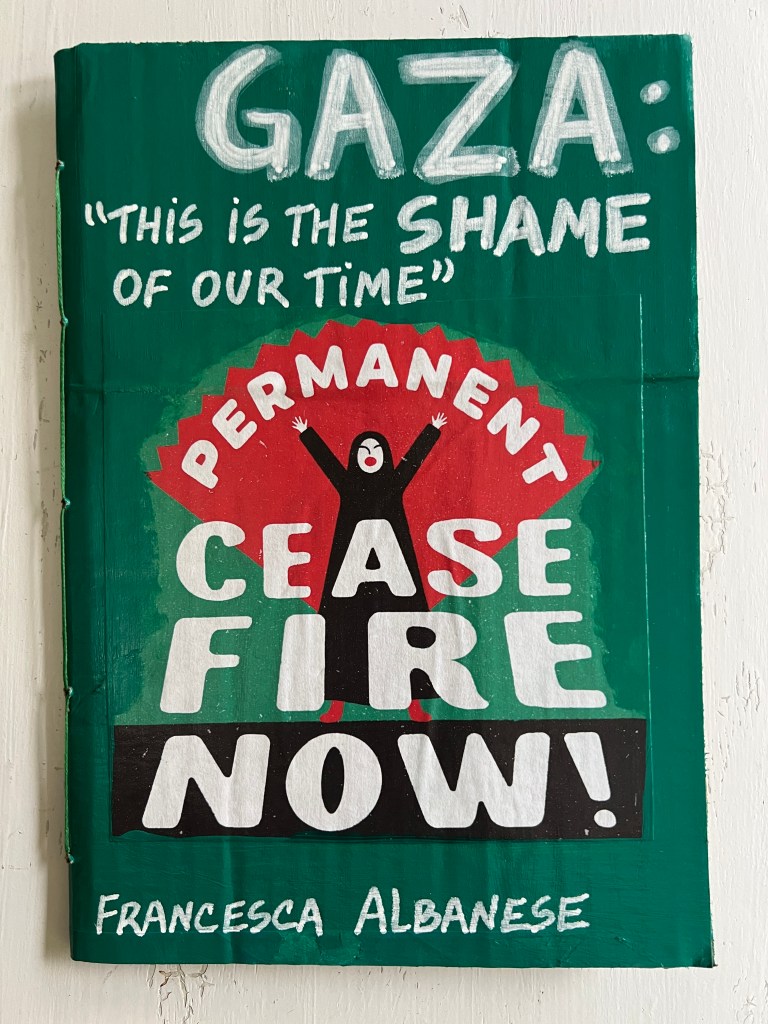 GAZA:
"THiS iS THE SHAME
OF OUR TiME"
PERMANENT
CEASE
FIRE
NOW!
FRANCESCA ALBANESE